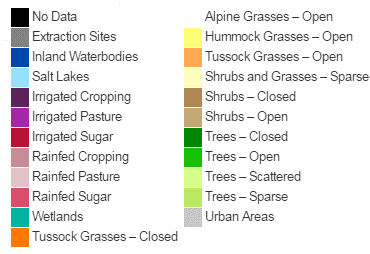 No Data
Extraction Sites
Inland Waterbodies
Salt Lakes
Irrigated Cropping
Irrigated Pasture
Irrigated Sugar
Rainfed Cropping
Rainfed Pasture
Rainfed Sugar
Wetlands
Tussock Grasses – Closed
Alpine Grasses – Open
Hummock Grasses – Open
Tussock Grasses – Open
Shrubs and Grasses – Sparse
Shrubs – Closed
Shrubs – Open
Trees – Closed
Trees – Open
Trees – Scattered
Trees – Sparse
Urban Areas